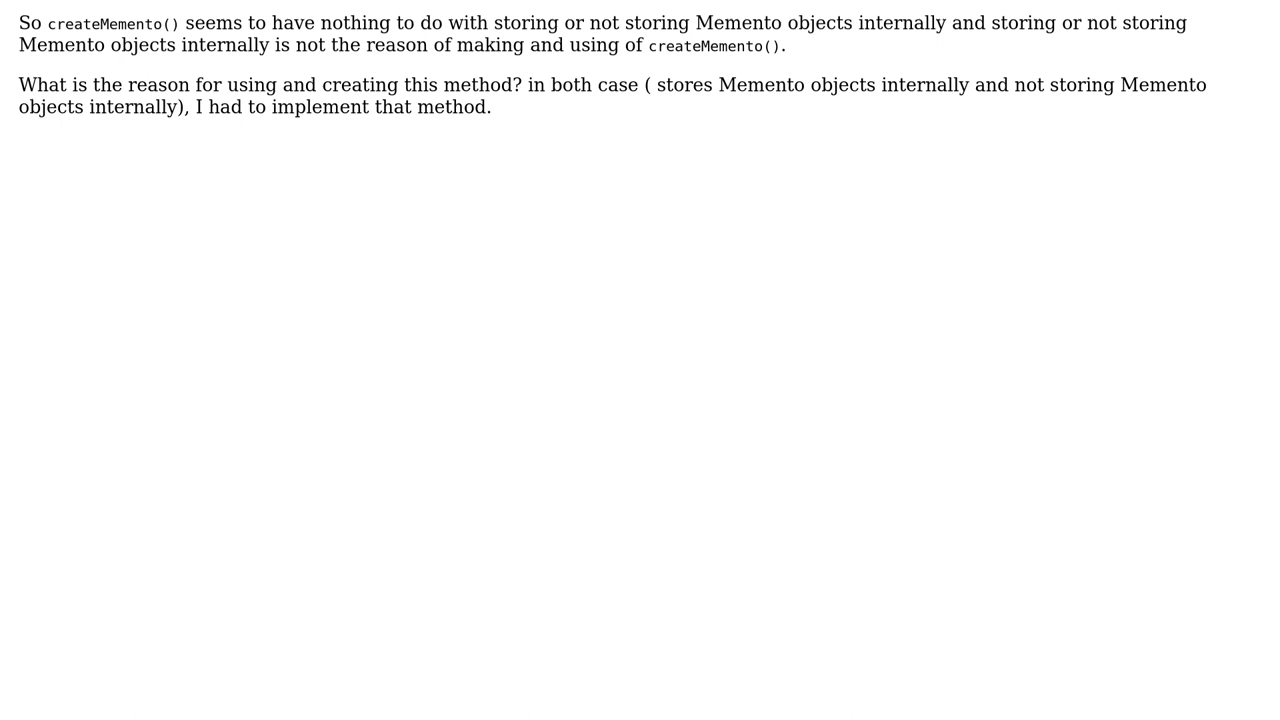 So createMemento() seems to have nothing to do with storing or not storing Memento objects internally and storing or not storing
Memento objects internally is not the reason of making and using of createMemento().
What is the reason for using and creating this method? in both case ( stores Memento objects internally and not storing Memento
objects internally), I had to implement that method.